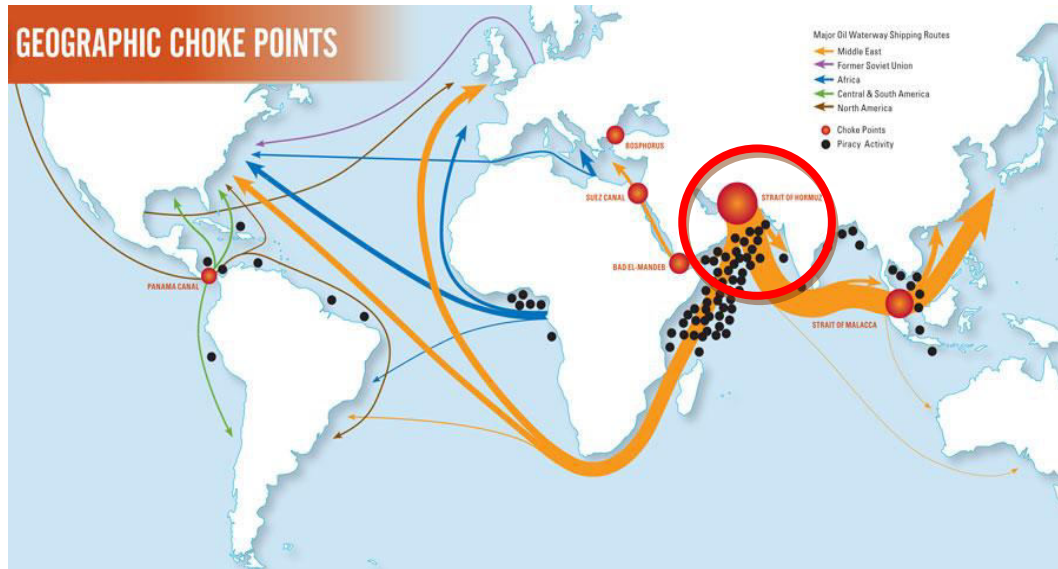 GEOGRAPHIC CHOKE POINTS
Major Oil Waterway Shipping Routes
Middle East
Former Soviet Union
Africa
Central & South America
North America
Choke Points
Piracy Activity
BOSPHORUS
SUEZ CANAL
STRAIT OF HORMUZ
BAD EL-MANDEB
PANAMA CANAL
STRAIT OF MALACCA